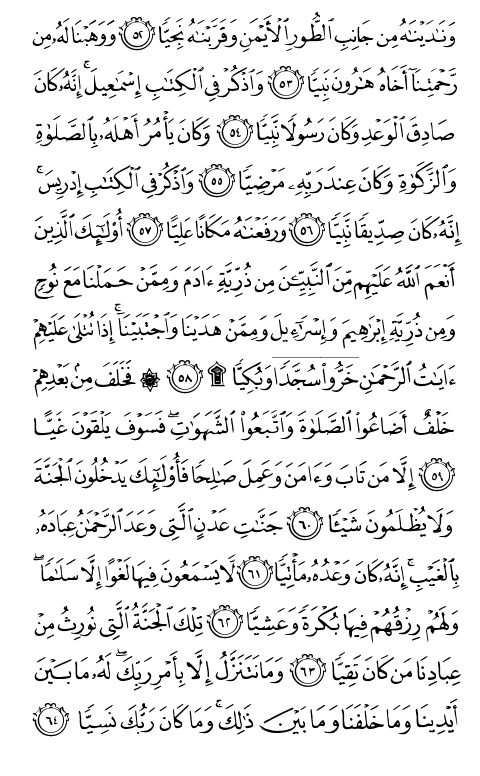 وَنَٰدَيۡنَٰهُ مِن جَانِبِ ٱلطُّورِ ٱلۡأَيۡمَنِ وَقَرَّبۡنَٰهُ نَجِيّٗا ٥٢ وَوَهَبۡنَا لَهُۥ مِن
رَّحۡمَتِنَآ أَخَاهُ هَٰرُونَ نَبِيّٗا ٥٣ وَٱذۡكُرۡ فِي ٱلۡكِتَٰبِ إِسۡمَٰعِيلَۚ إِنَّهُۥ كَانَ
صَادِقَ ٱلۡوَعۡدِ وَكَانَ رَسُولٗا نَّبِيّٗا ٥٤ وَكَانَ يَأۡمُرُ أَهۡلَهُۥ بِٱلصَّلَوٰةِ
وَٱلزَّكَوٰةِ وَكَانَ عِندَ رَبِّهِۦ مَرۡضِيّٗا ٥٥ وَٱذۡكُرۡ فِي ٱلۡكِتَٰبِ إِدۡرِيسَۚ
إِنَّهُۥ كَانَ صِدِّيقٗا نَّبِيّٗا ٥٦ وَرَفَعۡنَٰهُ مَكَانًا عَلِيًّا ٥٧ أُوْلَٰٓئِكَ ٱلَّذِينَ
أَنۡعَمَ ٱللَّهُ عَلَيۡهِم مِّنَ ٱلنَّبِيِّـۧنَ مِن ذُرِّيَّةِ ءَادَمَ وَمِمَّنۡ حَمَلۡنَا مَعَ نُوحٖ
وَمِن ذُرِّيَّةِ إِبۡرَٰهِيمَ وَإِسۡرَٰٓءِيلَ وَمِمَّنۡ هَدَيۡنَا وَٱجۡتَبَيۡنَآۚ إِذَا تُتۡلَىٰ عَلَيۡهِمۡ
ءَايَٰتُ ٱلرَّحۡمَٰنِ خَرُّواْۤ سُجَّدٗاۤ وَبُكِيّٗا ۩ ٥٨ ۞ فَخَلَفَ مِنۢ بَعۡدِهِمۡ
خَلۡفٌ أَضَاعُواْ ٱلصَّلَوٰةَ وَٱتَّبَعُواْ ٱلشَّهَوَٰتِۖ فَسَوۡفَ يَلۡقَوۡنَ غَيًّا
٥٩ إِلَّا مَن تَابَ وَءَامَنَ وَعَمِلَ صَٰلِحٗا فَأُوْلَٰٓئِكَ يَدۡخُلُونَ ٱلۡجَنَّةَ
وَلَا يُظۡلَمُونَ شَيۡـٔٗا ٦٠ جَنَّٰتِ عَدۡنٍ ٱلَّتِي وَعَدَ ٱلرَّحۡمَٰنُ عِبَادَهُۥ
بِٱلۡغَيۡبِۚ إِنَّهُۥ كَانَ وَعۡدُهُۥ مَأۡتِيّٗا ٦١ لَّا يَسۡمَعُونَ فِيهَا لَغۡوًا إِلَّا سَلَٰمٗاۖ
وَلَهُمۡ رِزۡقُهُمۡ فِيهَا بُكۡرَةٗ وَعَشِيّٗا ٦٢ تِلۡكَ ٱلۡجَنَّةُ ٱلَّتِي نُورِثُ مِنۡ
عِبَادِنَا مَن كَانَ تَقِيّٗا ٦٣ وَمَا نَتَنَزَّلُ إِلَّا بِأَمۡرِ رَبِّكَۖ لَهُۥ مَا بَيۡنَ
أَيۡدِينَا وَمَا خَلۡفَنَا وَمَا بَيۡنَ ذَٰلِكَۚ وَمَا كَانَ رَبُّكَ نَسِيّٗا ٦٤